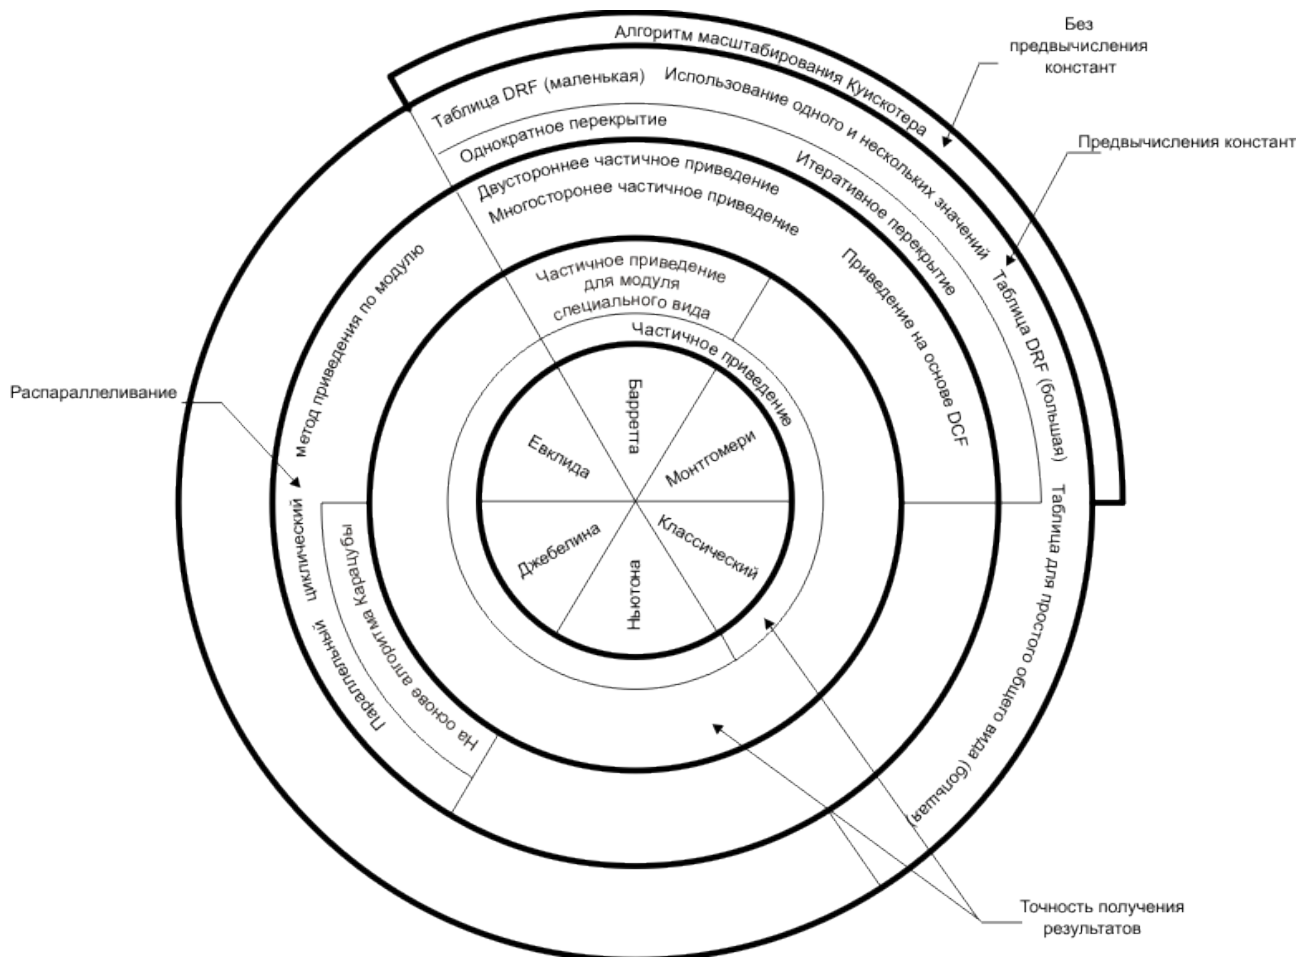 Без
предвычисления
констант
Алгоритм масштабирования Куискотера
Предвычисления констант
Таблица DRF (маленькая)
Использование одного и нескольких значений
Однократное перекрытие
Итеративное перекрытие
Таблица DRF (большая)
Таблица для простого общего вида (большая)
Двустороннее частичное приведение
Многосторонее частичное приведение
Приведение на основе DCF
Частичное приведение
для модуля
специального вида
Частичное приведение
метод приведения по модулю
Распараллеливание
Барретта
Монтгомери
Евклида
Классический
Джебелина
Ньютона
Параллельный циклический
На основе алгоритма Карацубы
Точность получения
результатов